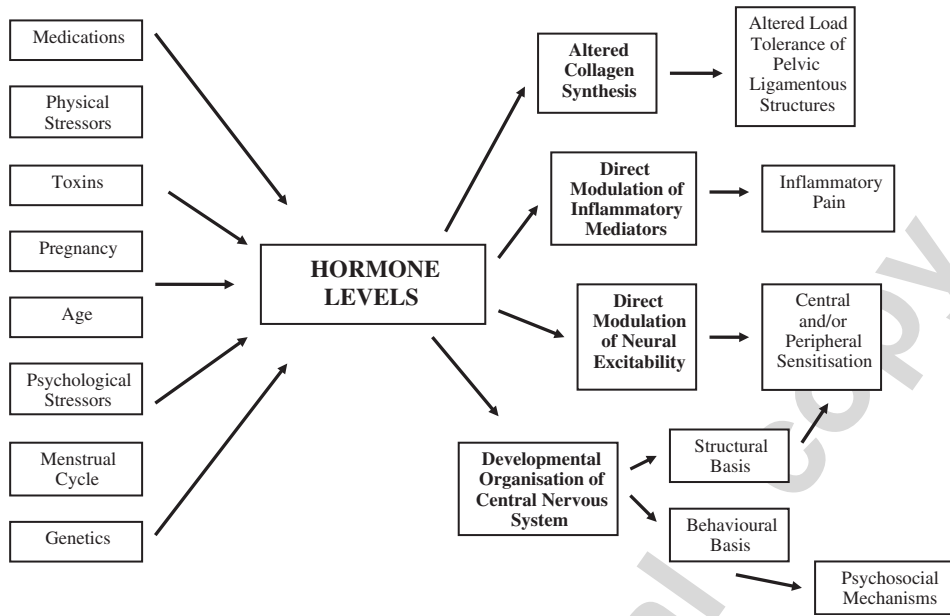 Medications
Physical
Stressors
Toxins
Pregnancy
Age
Psychological
Stressors
Menstrual
Cycle
Genetics
HORMONE
LEVELS
Altered
Collagen
Synthesis
Altered Load
Tolerance of
Pelvic
Ligamentous
Structures
Direct
Modulation of
Inflammatory
Mediators
Inflammatory
Pain
Direct
Modulation
of Neural
Excitability
Central
and/or
Peripheral
Sensitisation
Developmental
Organisation of
Central Nervous
System
Structural
Basis
Behavioural
Basis
Psychosocial
Mechanisms
al copy